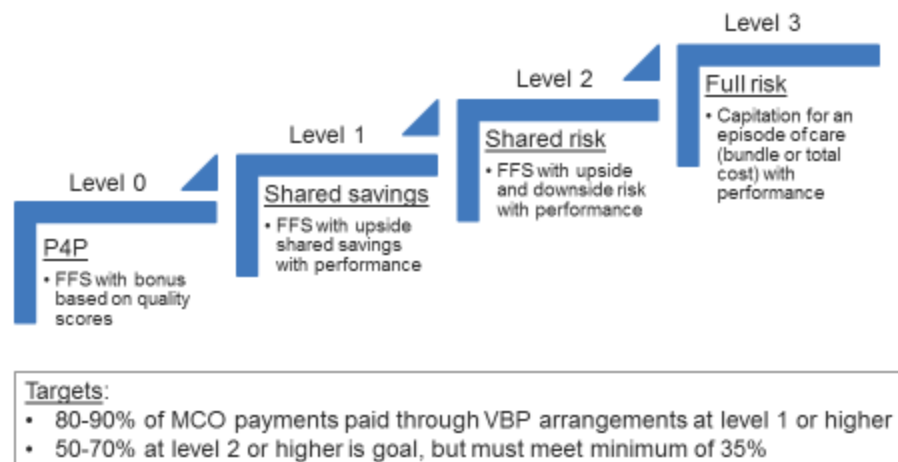 Level 0
P4P
• FFS with bonus
based on quality
scores
Level 1
Shared savings
• FFS with upside
shared savings
with performance
Level 2
Shared risk
• FFS with upside
and downside risk
with performance
Level 3
Full risk
• Capitation for an
episode of care
(bundle or total
cost) with
performance
Targets:
• 80-90% of MCO payments paid through VBP arrangements at level 1 or higher
• 50-70% at level 2 or higher is goal, but must meet minimum of 35%